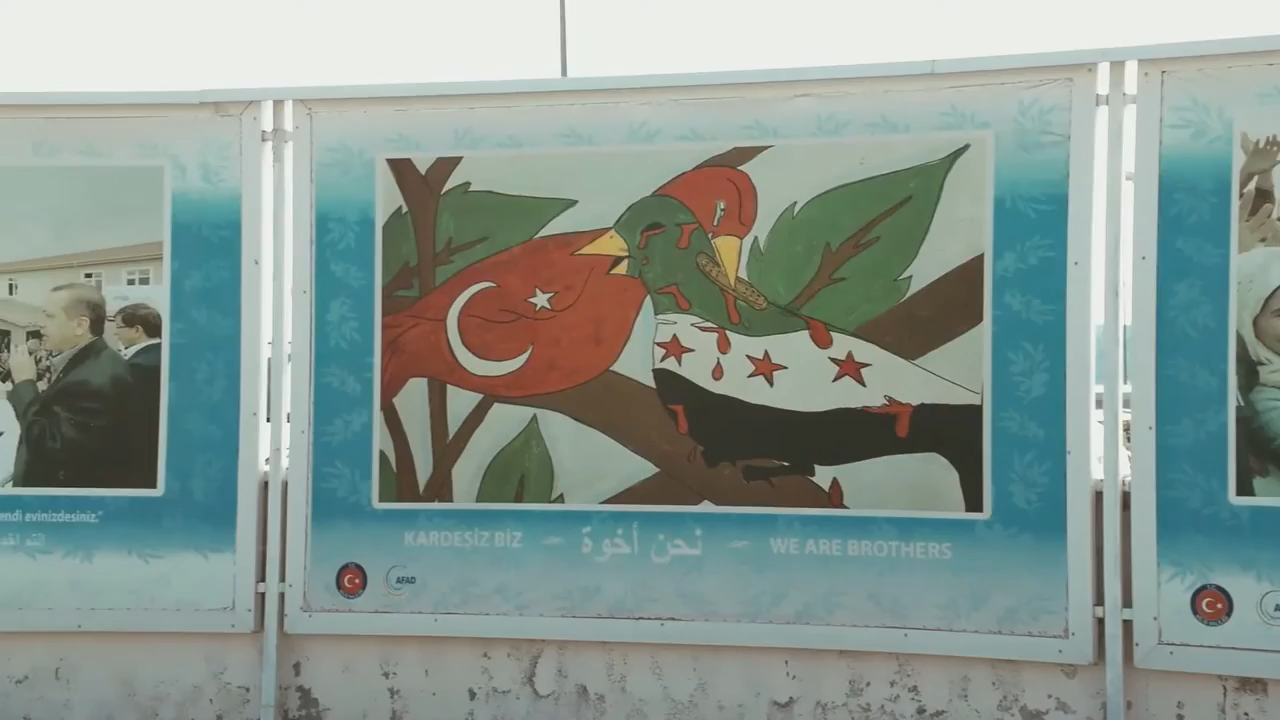 endi evinizdesiniz."
KARDEŞİZ BİZ – نحن أخوة – WE ARE BROTHERS
AFAD